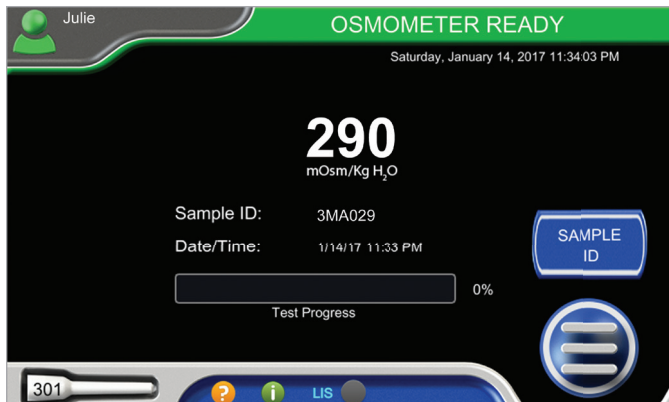 Julie
OSMOMETER READY
Saturday, January 14, 2017 11:34:03 PM
290
mOsm/Kg H₂O
Sample ID: 3MA029
Date/Time: 1/14/17 11:33 PM
SAMPLE
ID
0%
Test Progress
301
?
i
LIS